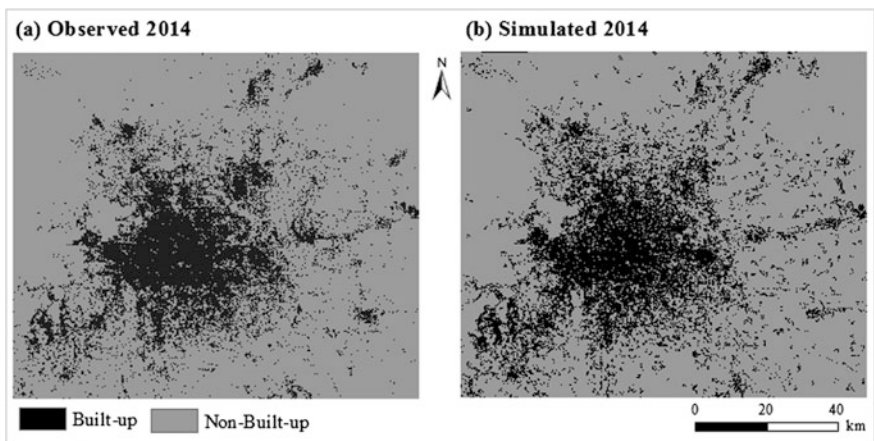 (a) Observed 2014
(b) Simulated 2014
N
Built-up
Non-Built-up
0 20 40
km